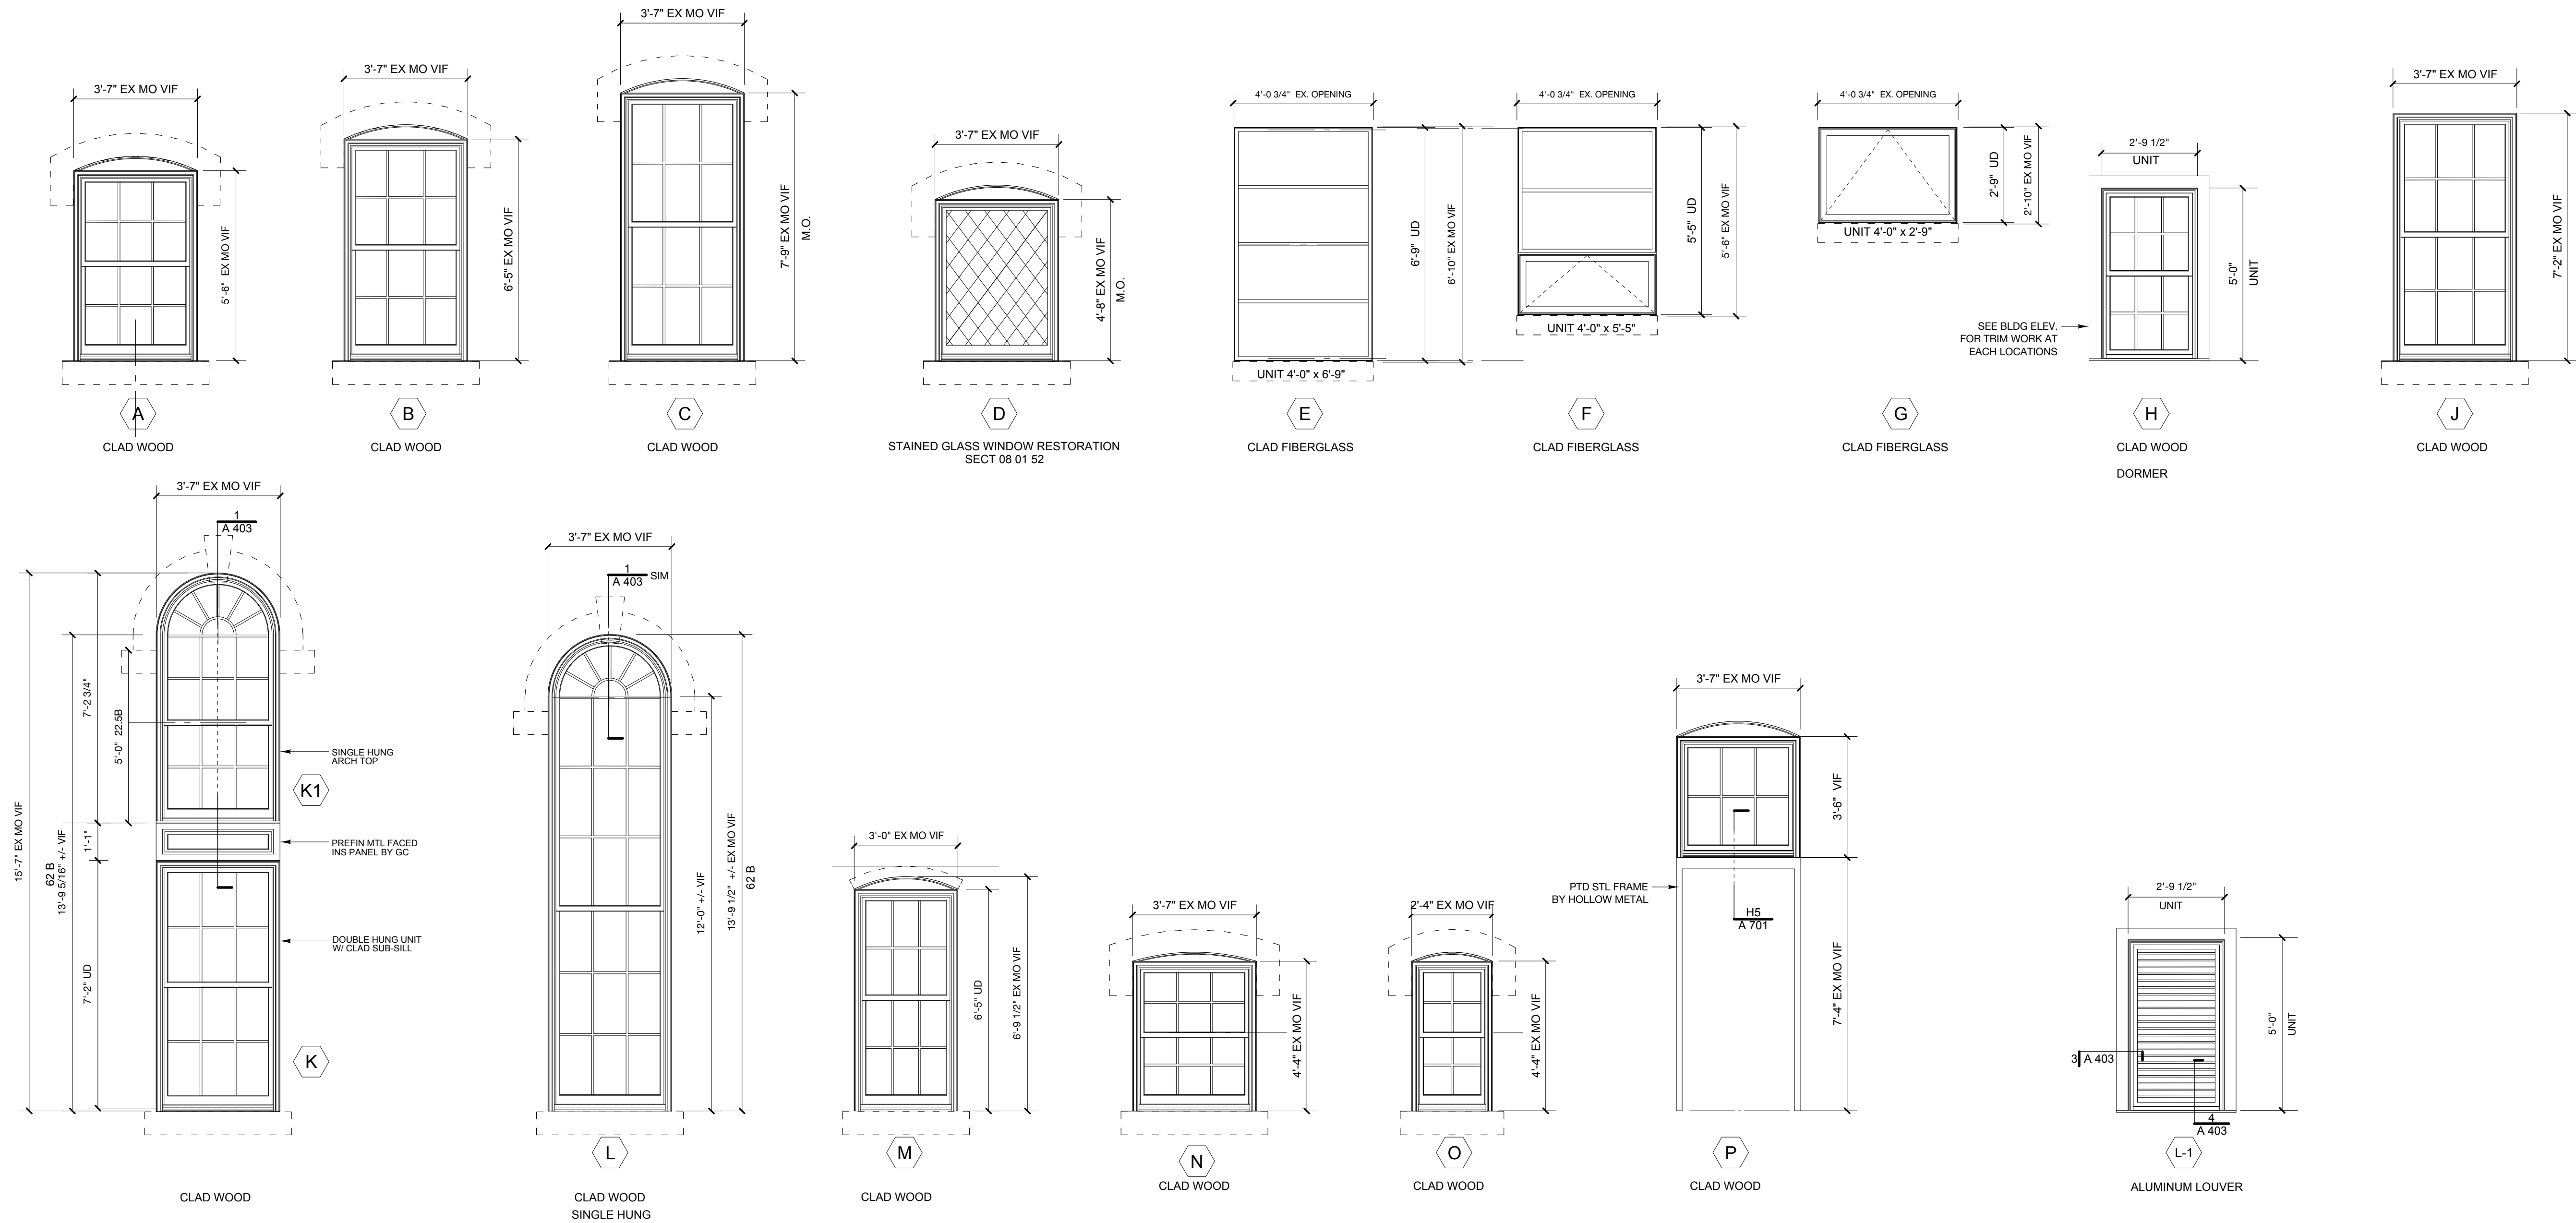 3'-7" EX MO VIF
5'-6" EX MO VIF
A
CLAD WOOD
3'-7" EX MO VIF
6'-5" EX MO VIF
B
CLAD WOOD
3'-7" EX MO VIF
7'-9" EX MO VIF
M.O.
C
CLAD WOOD
3'-7" EX MO VIF
4'-8" EX MO VIF
M.O.
D
STAINED GLASS WINDOW RESTORATION
SECT 08 01 52
4'-0 3/4" EX. OPENING
6'-9" UD
6'-10" EX MO VIF
UNIT 4'-0" x 6'-9"
E
CLAD FIBERGLASS
4'-0 3/4" EX. OPENING
5'-5" UD
5'-6" EX MO VIF
UNIT 4'-0" x 5'-5"
F
CLAD FIBERGLASS
4'-0 3/4" EX. OPENING
2'-9" UD
2'-10" EX MO VIF
UNIT 4'-0" x 2'-9"
G
CLAD FIBERGLASS
2'-9 1/2"
UNIT
5'-0"
UNIT
SEE BLDG ELEV.
FOR TRIM WORK AT
EACH LOCATIONS
H
CLAD WOOD
DORMER
3'-7" EX MO VIF
7'-2" EX MO VIF
J
CLAD WOOD
3'-7" EX MO VIF
1
A 403
15'-7" EX MO VIF
62 B
13'-9 5/16" +/- VIF
7'-2 3/4"
5'-0" 22.5B
1'-1"
7'-2" UD
SINGLE HUNG
ARCH TOP
K1
PREFIN MTL FACED
INS PANEL BY GC
DOUBLE HUNG UNIT
W/ CLAD SUB-SILL
K
CLAD WOOD
3'-7" EX MO VIF
1
A 403
SIM
12'-0" +/- VIF
13'-9 1/2" +/- EX MO VIF
62 B
L
CLAD WOOD
SINGLE HUNG
3'-0" EX MO VIF
6'-5" UD
6'-9 1/2" EX MO VIF
M
CLAD WOOD
3'-7" EX MO VIF
4'-4" EX MO VIF
N
CLAD WOOD
2'-4" EX MO VIF
4'-4" EX MO VIF
O
CLAD WOOD
3'-7" EX MO VIF
3'-6" VIF
PTD STL FRAME
BY HOLLOW METAL
H5
A 701
7'-4" EX MO VIF
P
CLAD WOOD
2'-9 1/2"
UNIT
5'-0"
UNIT
3
A 403
4
A 403
L-1
ALUMINUM LOUVER